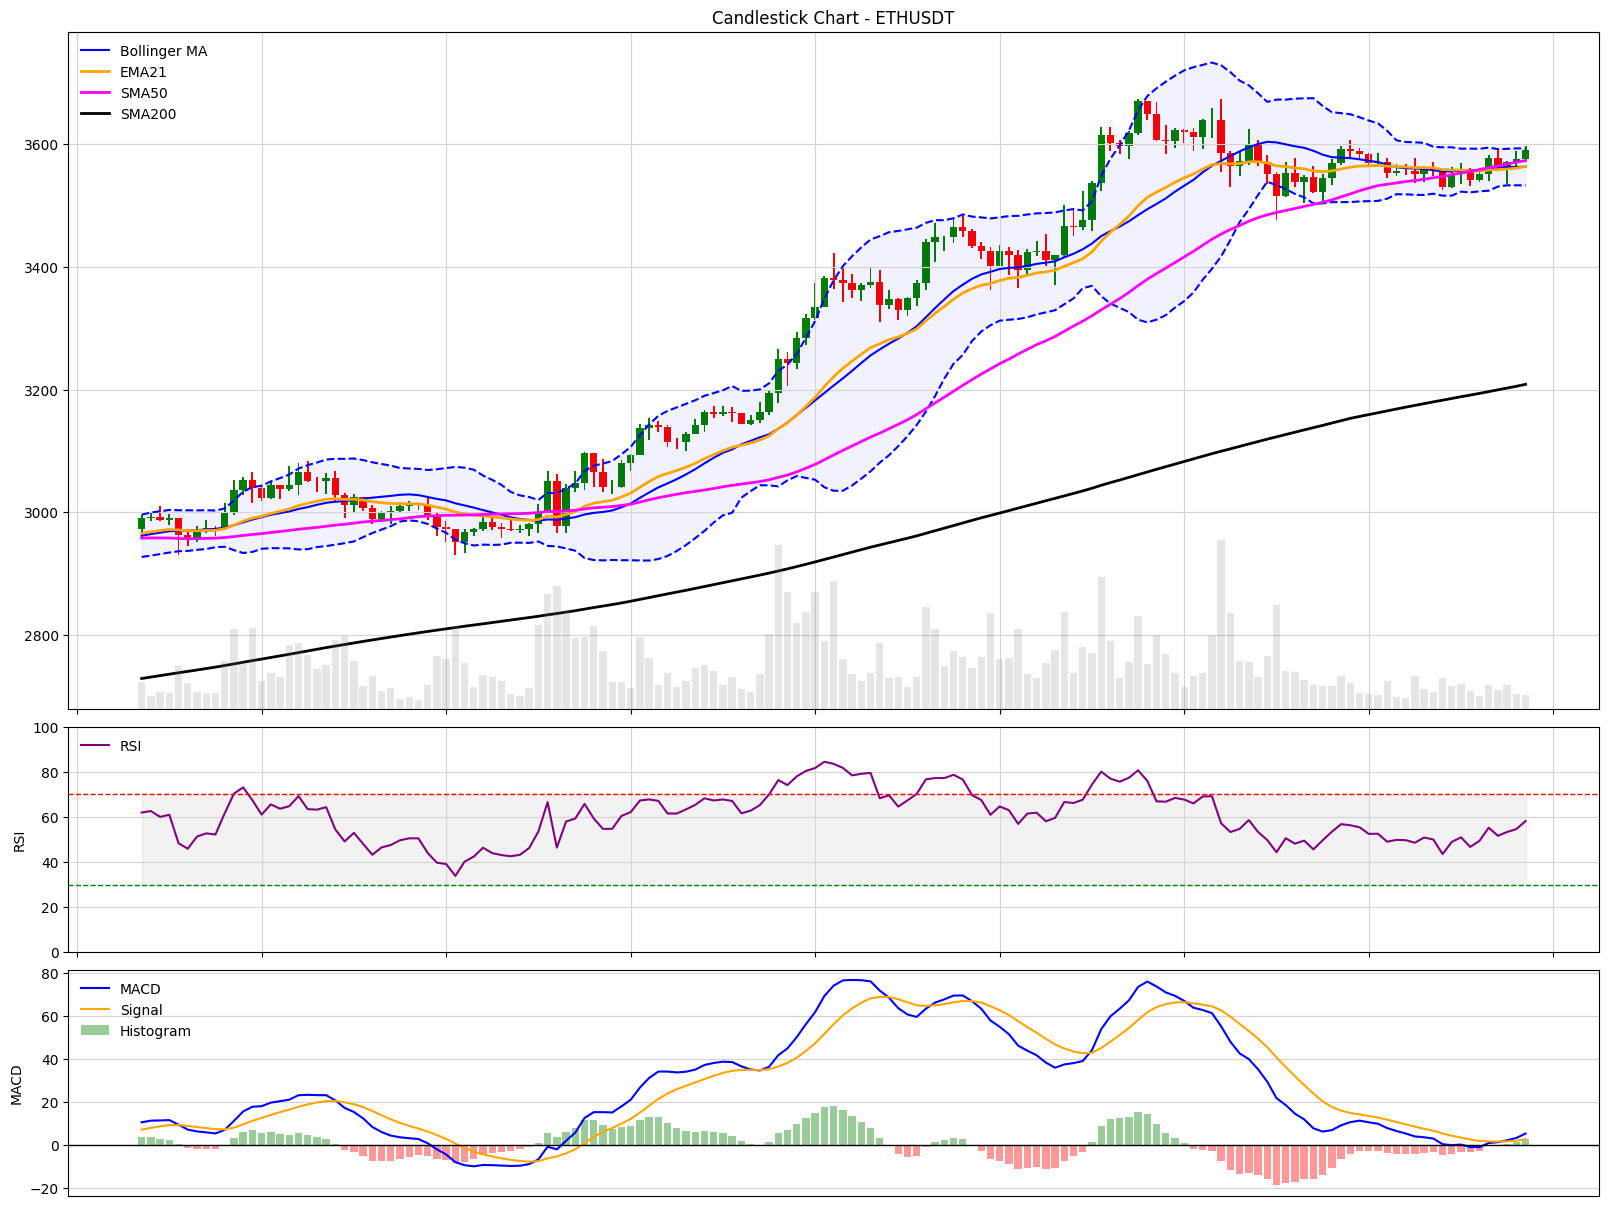 Candlestick Chart - ETHUSDT
Bollinger MA
EMA21
SMA50
SMA200
3600
3400
3200
3000
2800
100
RSI
80
60
RSI
40
20
0
80
MACD
Signal
60
Histogram
40
MACD
20
0
−20